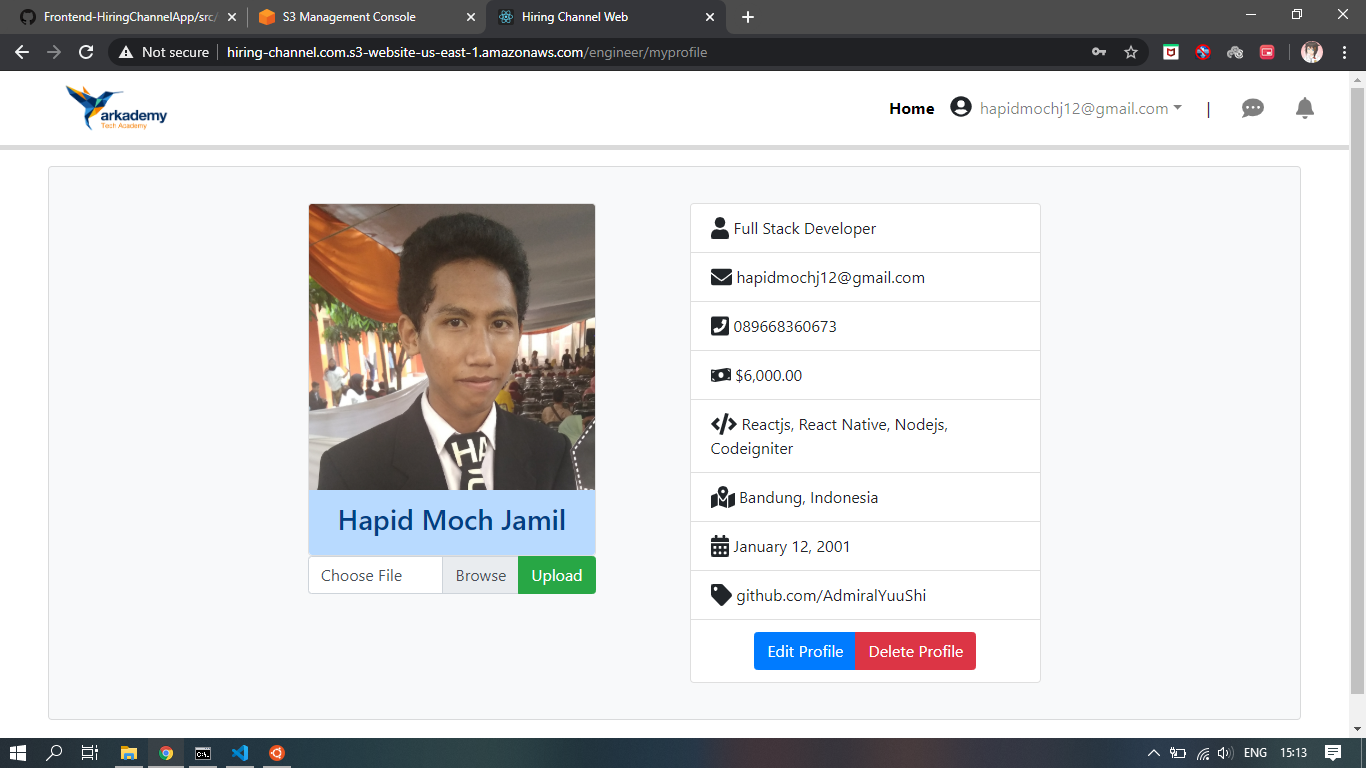 Frontend-HiringChannelApp/src/
S3 Management Console
Hiring Channel Web
Not secure
hiring-channel.com.s3-website-us-east-1.amazonaws.com/engineer/myprofile
arkademy
Tech Academy
Home
hapidmochj12@gmail.com
|
Full Stack Developer
hapidmochj12@gmail.com
089668360673
$6,000.00
Reactjs, React Native, Nodejs,
Codeigniter
Bandung, Indonesia
January 12, 2001
github.com/AdmiralYuuShi
Edit Profile
Delete Profile
HA
Hapid Moch Jamil
Choose File
Browse
Upload
ENG
15:13